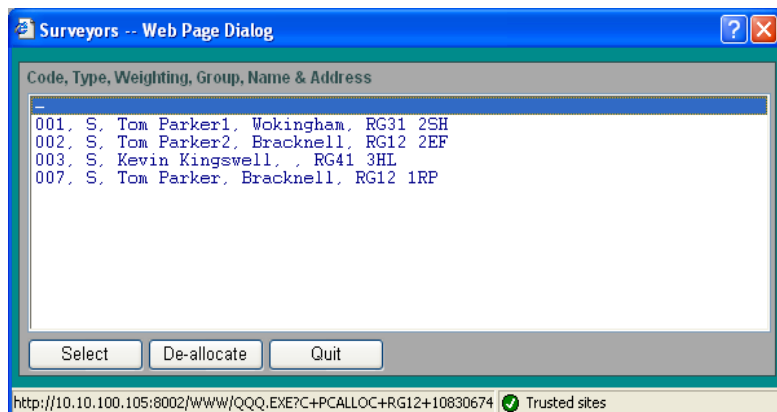 Surveyors -- Web Page Dialog
Code, Type, Weighting, Group, Name & Address
–
001, S, Tom Parker1, Wokingham, RG31 2SH
002, S, Tom Parker2, Bracknell, RG12 2EF
003, S, Kevin Kingswell, , RG41 3HL
007, S, Tom Parker, Bracknell, RG12 1RP
Select De-allocate Quit
http://10.10.100.105:8002/WWW/QQQ.EXE?C+PCALLOC+RG12+10830674 Trusted sites